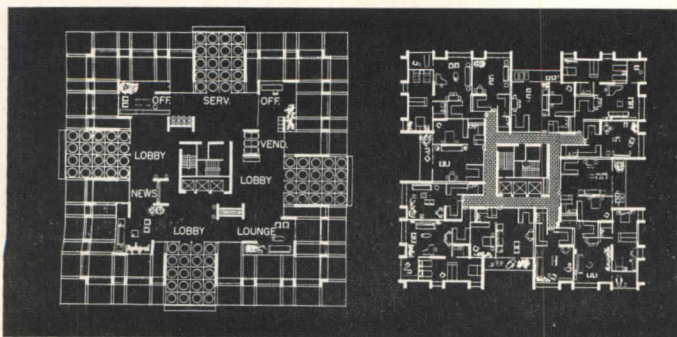 OFF. SERV. OFF.
VEND.
LOBBY LOBBY
NEWS
LOBBY LOUNGE